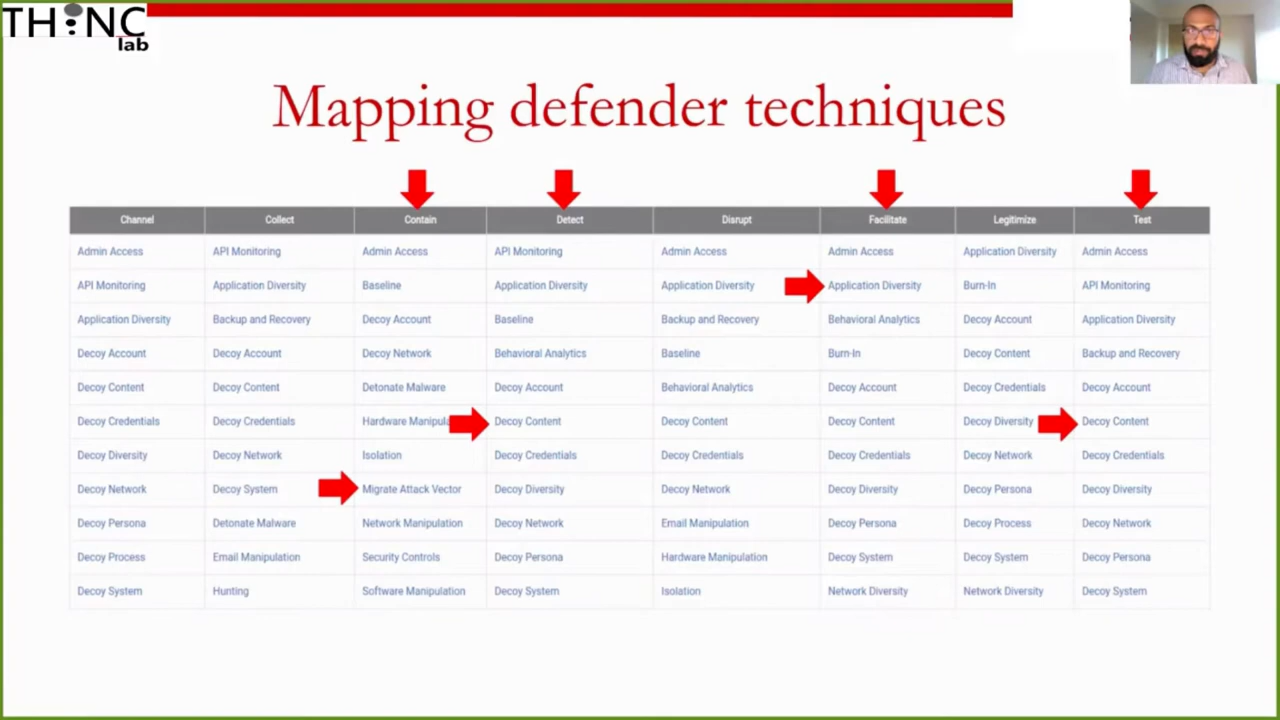 THINC
lab
Mapping defender techniques
Channel Collect Contain Detect Disrupt Facilitate Legitimize Test
Admin Access API Monitoring Admin Access API Monitoring Admin Access Admin Access Application Diversity Admin Access
API Monitoring Application Diversity Baseline Application Diversity Application Diversity Application Diversity Burn-In API Monitoring
Application Diversity Backup and Recovery Decoy Account Baseline Backup and Recovery Behavioral Analytics Decoy Account Application Diversity
Decoy Account Decoy Account Decoy Network Behavioral Analytics Baseline Burn-In Decoy Content Backup and Recovery
Decoy Content Decoy Content Detonate Malware Decoy Account Behavioral Analytics Decoy Account Decoy Credentials Decoy Account
Decoy Credentials Decoy Credentials Hardware Manipula Decoy Content Decoy Content Decoy Content Decoy Diversity Decoy Content
Decoy Diversity Decoy Network Isolation Decoy Credentials Decoy Credentials Decoy Credentials Decoy Network Decoy Credentials
Decoy Network Decoy System Migrate Attack Vector Decoy Diversity Decoy Network Decoy Diversity Decoy Persona Decoy Diversity
Decoy Persona Detonate Malware Network Manipulation Decoy Network Email Manipulation Decoy Persona Decoy Process Decoy Network
Decoy Process Email Manipulation Security Controls Decoy Persona Hardware Manipulation Decoy System Decoy System Decoy Persona
Decoy System Hunting Software Manipulation Decoy System Isolation Network Diversity Network Diversity Decoy System